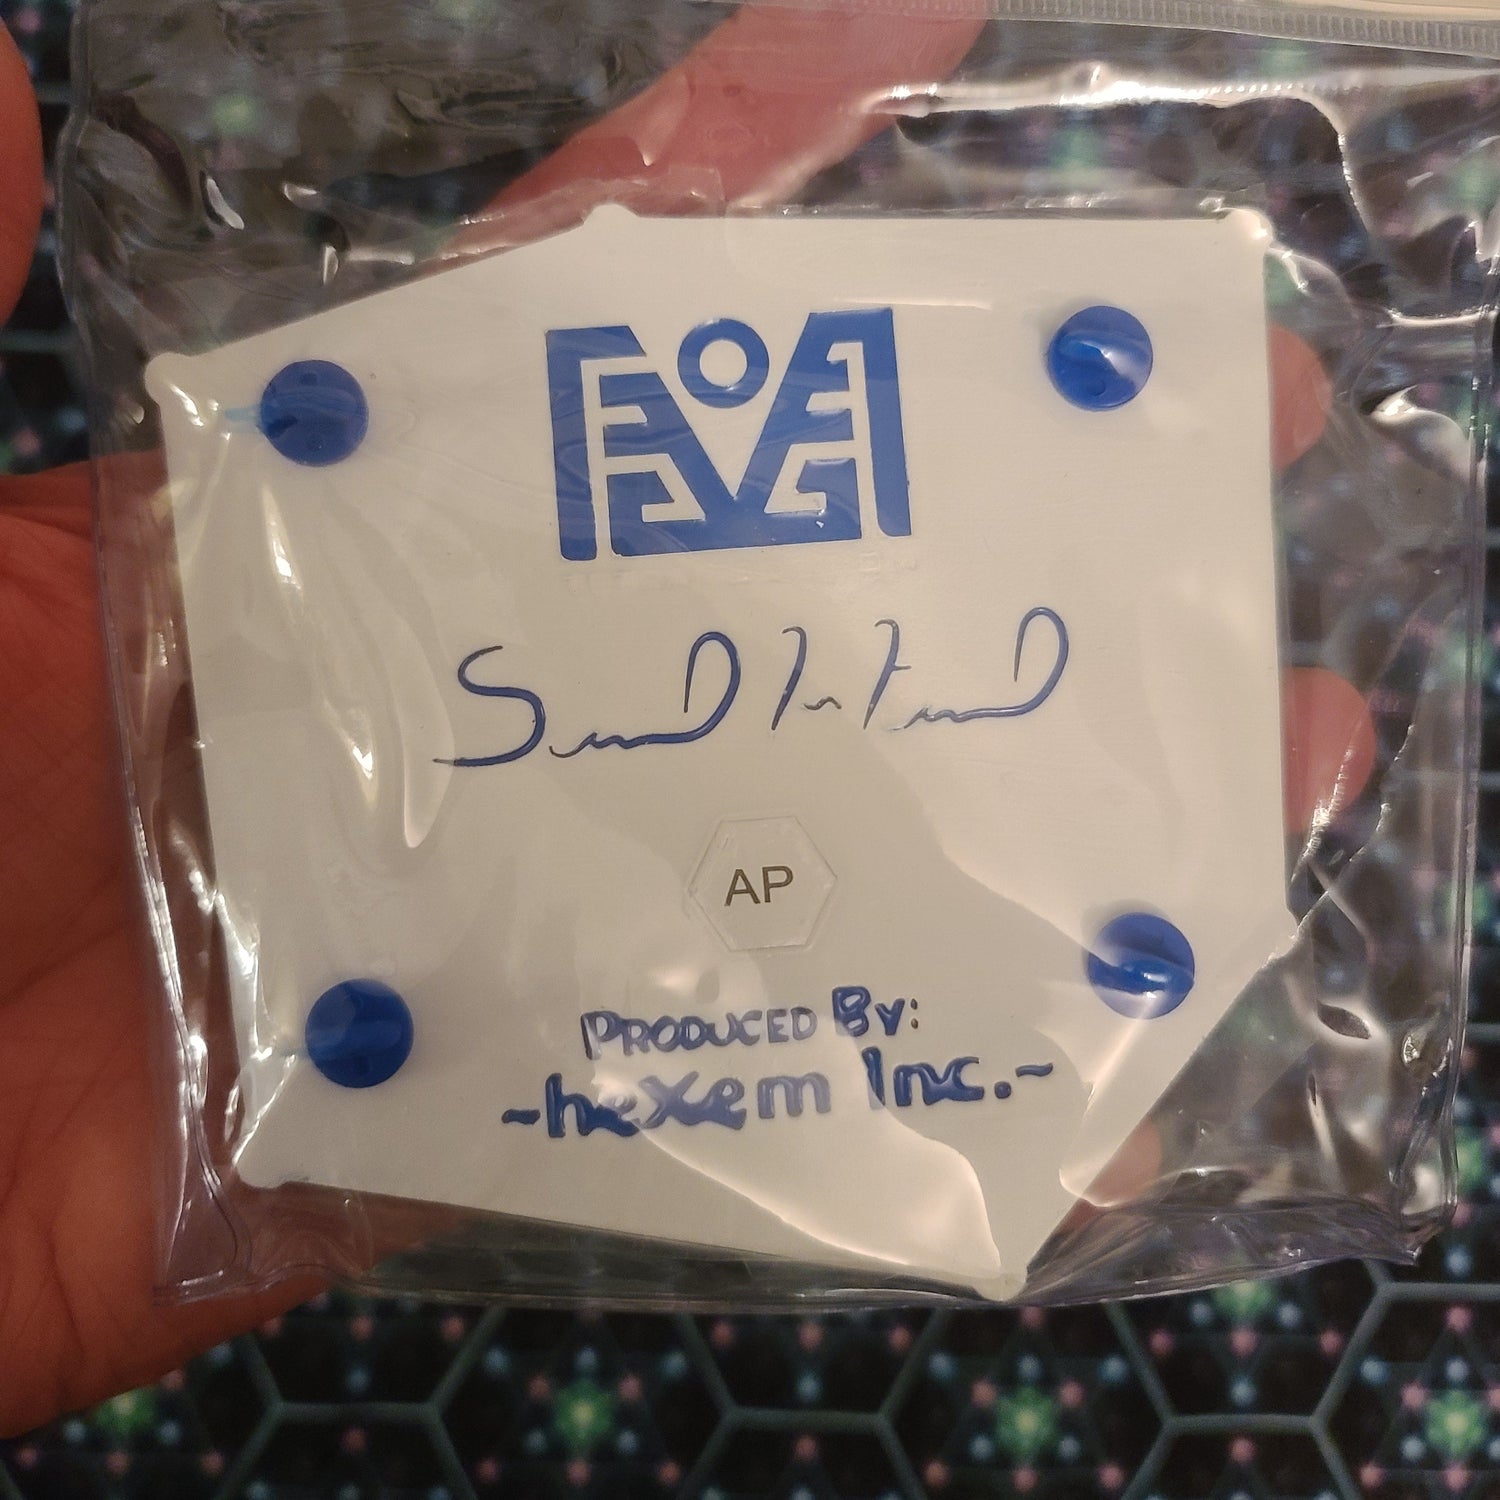 AP
PRODUCED BY:
~hexem Inc.~